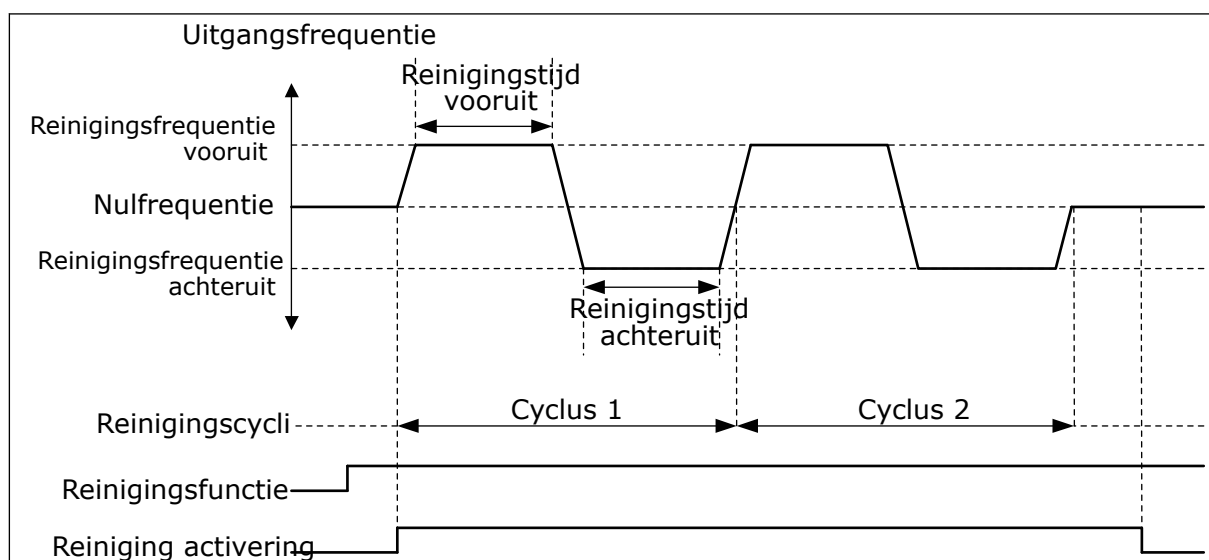 Uitgangsfrequentie
Reinigingstijd
vooruit
Reinigingsfrequentie
vooruit
Nulfrequentie
Reinigingsfrequentie
achteruit
Reinigingstijd
achteruit
Reinigingscycli
Cyclus 1
Cyclus 2
Reinigingsfunctie
Reiniging activering